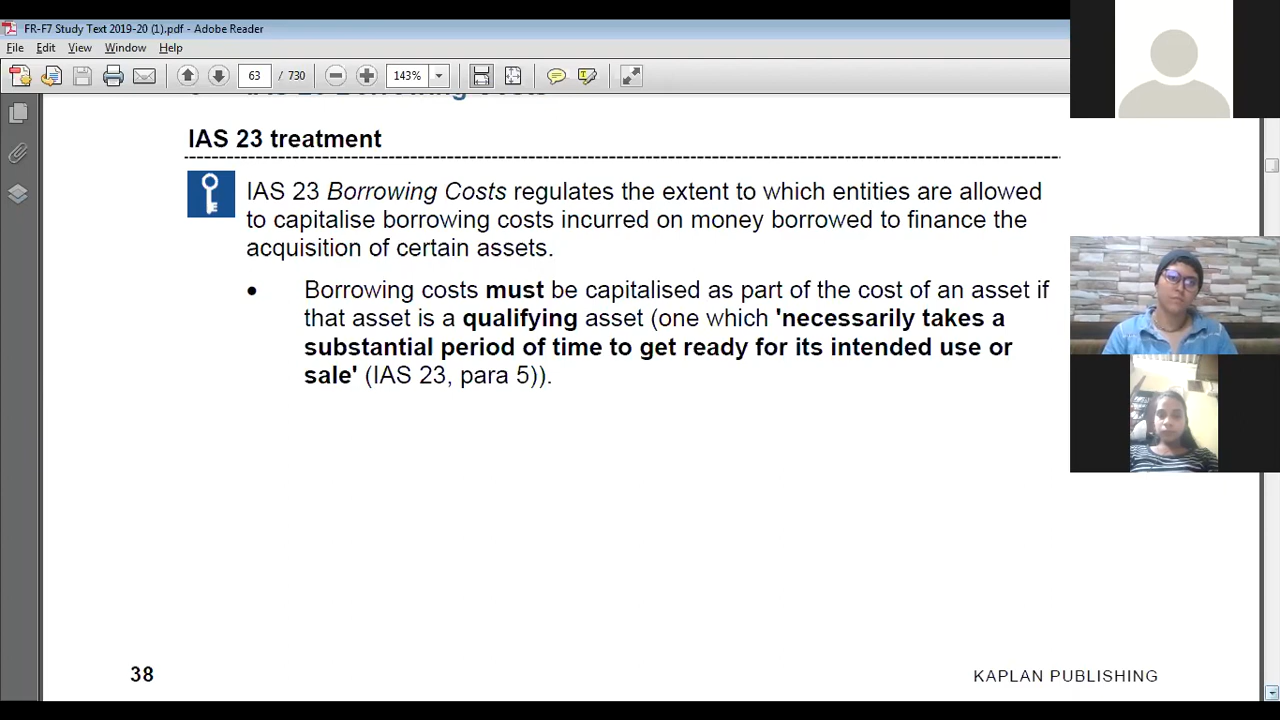 FR-F7 Study Text 2019-20 (1).pdf - Adobe Reader
File Edit View Window Help
63 / 730 143%
IAS 23 Borrowing Costs
IAS 23 treatment
IAS 23 Borrowing Costs regulates the extent to which entities are allowed
to capitalise borrowing costs incurred on money borrowed to finance the
acquisition of certain assets.
• Borrowing costs must be capitalised as part of the cost of an asset if
that asset is a qualifying asset (one which 'necessarily takes a
substantial period of time to get ready for its intended use or
sale' (IAS 23, para 5)).
38 KAPLAN PUBLISHING